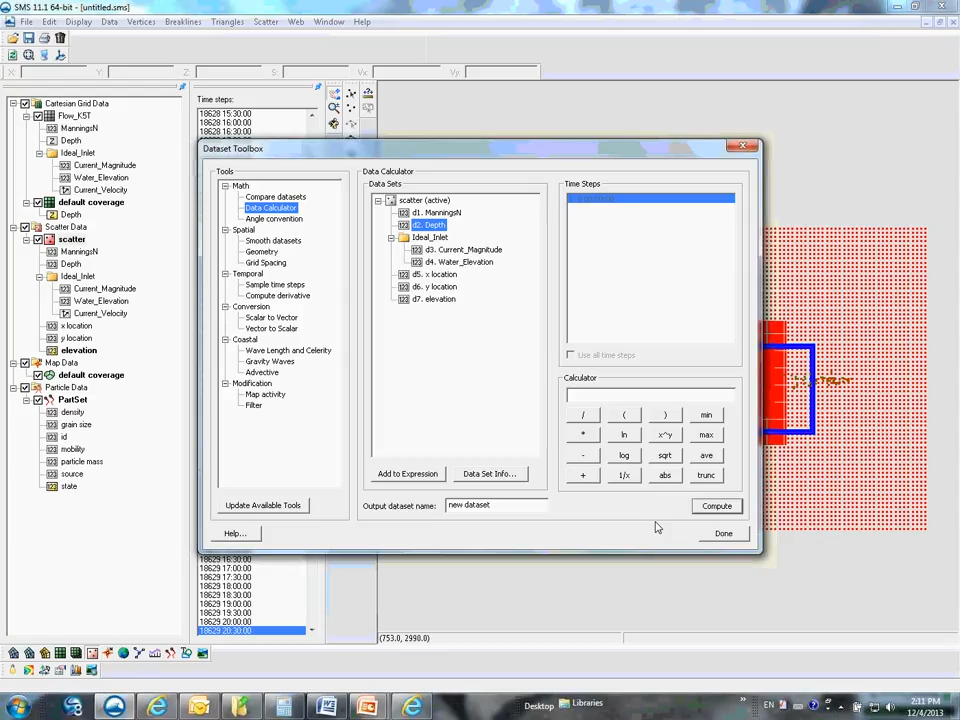 SMS 11.1 64-bit - [untitled.sms]
File Edit Display Data Vertices Breaklines Triangles Scatter Web Window Help
X: Y: Z: S: Vx: Vy:
Cartesian Grid Data
Flow_K5T
ManningsN
Depth
Ideal_Inlet
Current_Magnitude
Water_Elevation
Current_Velocity
default coverage
Depth
Scatter Data
scatter
ManningsN
Depth
Ideal_Inlet
Current_Magnitude
Water_Elevation
Current_Velocity
x location
y location
elevation
Map Data
default coverage
Particle Data
PartSet
density
grain size
id
mobility
particle mass
source
state
Time steps:
18628 15:30:00
18628 16:00:00
18628 16:30:00
Dataset Toolbox
Tools
Math
Compare datasets
Data Calculator
Angle convention
Spatial
Smooth datasets
Geometry
Grid Spacing
Temporal
Sample time steps
Compute derivative
Conversion
Scalar to Vector
Vector to Scalar
Coastal
Wave Length and Celerity
Gravity Waves
Advective
Modification
Map activity
Filter
Update Available Tools
Help...
Data Calculator
Data Sets
scatter (active)
d1. ManningsN
d2. Depth
Ideal_Inlet
d3. Current_Magnitude
d4. Water_Elevation
d5. x location
d6. y location
d7. elevation
Add to Expression Data Set Info...
Output dataset name: new dataset
Time Steps
Use all time steps
Calculator
/ ( ) min
* ln x^y max
- log sqrt ave
+ 1/x abs trunc
Compute
Done
18629 16:30:00
18629 17:00:00
18629 17:30:00
18629 18:00:00
18629 18:30:00
18629 19:00:00
18629 19:30:00
18629 20:00:00
18629 20:30:00
(753.0, 2990.0)
Desktop Libraries EN 2:11 PM
12/4/2013